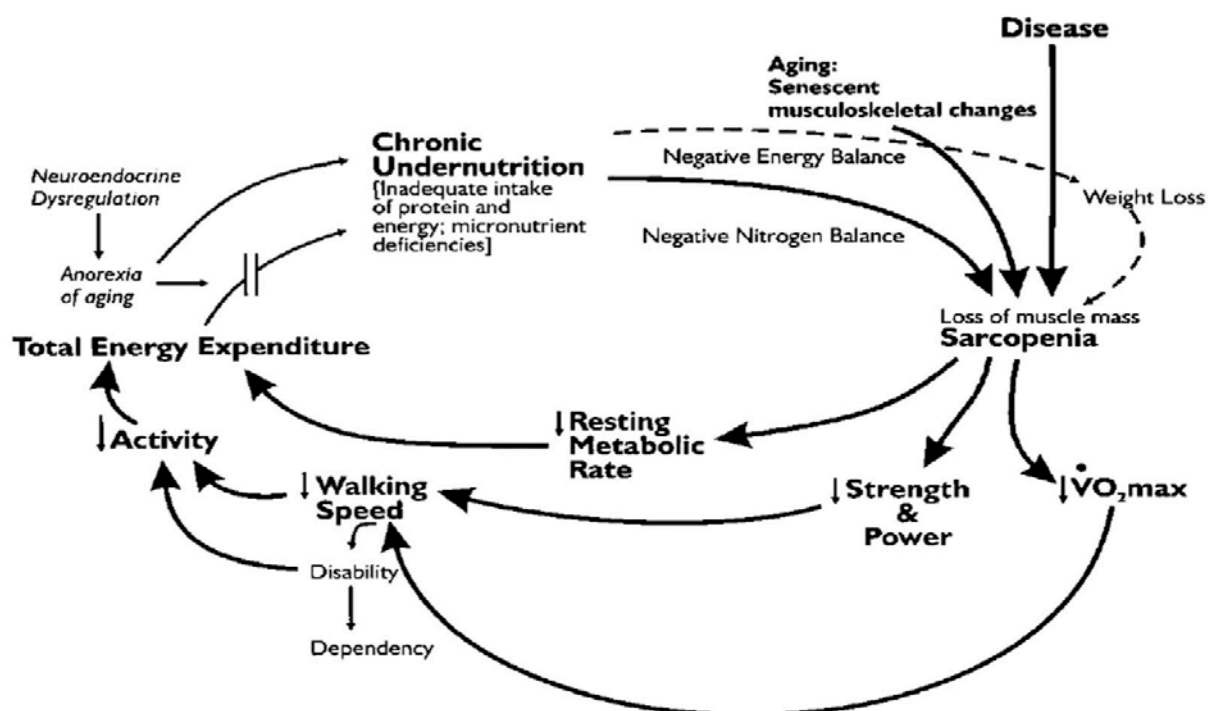 Disease
Aging:
Senescent
musculoskeletal changes
Chronic
Undernutrition
[Inadequate intake
of protein and
energy; micronutrient
deficiencies]
Negative Energy Balance
Weight Loss
Neuroendocrine
Dysregulation
Negative Nitrogen Balance
Anorexia
of aging
Loss of muscle mass
Sarcopenia
Total Energy Expenditure
↓ Resting
Metabolic
Rate
↓ Activity
↓ Walking
Speed
↓ Strength
&
Power
↓ V̇O₂max
Disability
Dependency